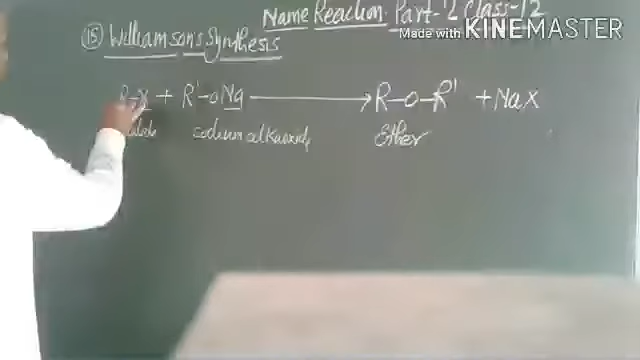 Name Reaction Part-2 Class-12
Made with KINEMASTER
(15) Williamson's Synthesis
R-X + R'-ONa ⟶ R-O-R' + NaX
sodium alkoxide Ether